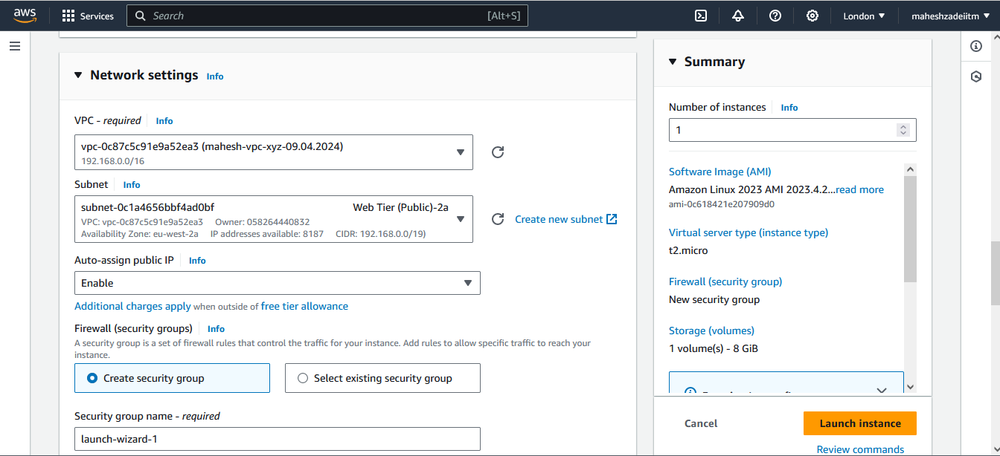 aws Services Search [Alt+S] London maheshzadeiitm
Network settings Info
VPC - required Info
vpc-0c87c5c91e9a52ea3 (mahesh-vpc-xyz-09.04.2024)
192.168.0.0/16
Subnet Info
subnet-0c1a4656bbf4ad0bf Web Tier (Public)-2a
VPC: vpc-0c87c5c91e9a52ea3 Owner: 058264440832
Availability Zone: eu-west-2a IP addresses available: 8187 CIDR: 192.168.0.0/19)
Create new subnet
Auto-assign public IP Info
Enable
Additional charges apply when outside of free tier allowance
Firewall (security groups) Info
A security group is a set of firewall rules that control the traffic for your instance. Add rules to allow specific traffic to reach your
instance.
Create security group Select existing security group
Security group name - required
launch-wizard-1
Summary
Number of instances Info
1
Software Image (AMI)
Amazon Linux 2023 AMI 2023.4.2...read more
ami-0c618421e207909d0
Virtual server type (instance type)
t2.micro
Firewall (security group)
New security group
Storage (volumes)
1 volume(s) - 8 GiB
Cancel Launch instance
Review commands